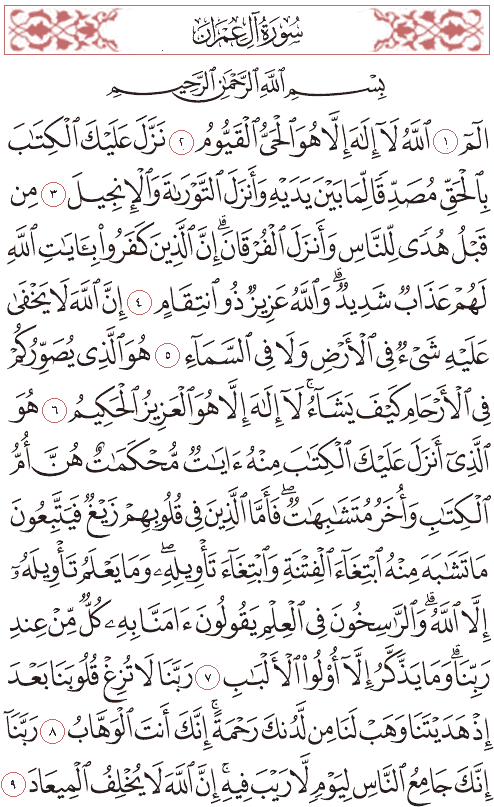 سُورَةُ آلِ عِمْرَانَ
بِسْمِ ٱللَّهِ ٱلرَّحْمَٰنِ ٱلرَّحِيمِ
الٓمٓ ١ ٱللَّهُ لَآ إِلَٰهَ إِلَّا هُوَ ٱلْحَىُّ ٱلْقَيُّومُ ٢ نَزَّلَ عَلَيْكَ ٱلْكِتَٰبَ
بِٱلْحَقِّ مُصَدِّقًا لِّمَا بَيْنَ يَدَيْهِ وَأَنزَلَ ٱلتَّوْرَىٰةَ وَٱلْإِنجِيلَ ٣ مِن
قَبْلُ هُدًى لِّلنَّاسِ وَأَنزَلَ ٱلْفُرْقَانَ ۗ إِنَّ ٱلَّذِينَ كَفَرُوا۟ بِـَٔايَٰتِ ٱللَّهِ
لَهُمْ عَذَابٌ شَدِيدٌ ۗ وَٱللَّهُ عَزِيزٌ ذُو ٱنتِقَامٍ ٤ إِنَّ ٱللَّهَ لَا يَخْفَىٰ
عَلَيْهِ شَىْءٌ فِى ٱلْأَرْضِ وَلَا فِى ٱلسَّمَآءِ ٥ هُوَ ٱلَّذِى يُصَوِّرُكُمْ
فِى ٱلْأَرْحَامِ كَيْفَ يَشَآءُ ۚ لَآ إِلَٰهَ إِلَّا هُوَ ٱلْعَزِيزُ ٱلْحَكِيمُ ٦ هُوَ
ٱلَّذِىٓ أَنزَلَ عَلَيْكَ ٱلْكِتَٰبَ مِنْهُ ءَايَٰتٌ مُّحْكَمَٰتٌ هُنَّ أُمُّ
ٱلْكِتَٰبِ وَأُخَرُ مُتَشَٰبِهَٰتٌ ۖ فَأَمَّا ٱلَّذِينَ فِى قُلُوبِهِمْ زَيْغٌ فَيَتَّبِعُونَ
مَا تَشَٰبَهَ مِنْهُ ٱبْتِغَآءَ ٱلْفِتْنَةِ وَٱبْتِغَآءَ تَأْوِيلِهِۦ ۗ وَمَا يَعْلَمُ تَأْوِيلَهُۥٓ
إِلَّا ٱللَّهُ ۗ وَٱلرَّٰسِخُونَ فِى ٱلْعِلْمِ يَقُولُونَ ءَامَنَّا بِهِۦ كُلٌّ مِّنْ عِندِ
رَبِّنَا ۗ وَمَا يَذَّكَّرُ إِلَّآ أُو۟لُوا۟ ٱلْأَلْبَٰبِ ٧ رَبَّنَا لَا تُزِغْ قُلُوبَنَا بَعْدَ
إِذْ هَدَيْتَنَا وَهَبْ لَنَا مِن لَّدُنكَ رَحْمَةً ۚ إِنَّكَ أَنتَ ٱلْوَهَّابُ ٨ رَبَّنَآ
إِنَّكَ جَامِعُ ٱلنَّاسِ لِيَوْمٍ لَّا رَيْبَ فِيهِ ۚ إِنَّ ٱللَّهَ لَا يُخْلِفُ ٱلْمِيعَادَ ٩